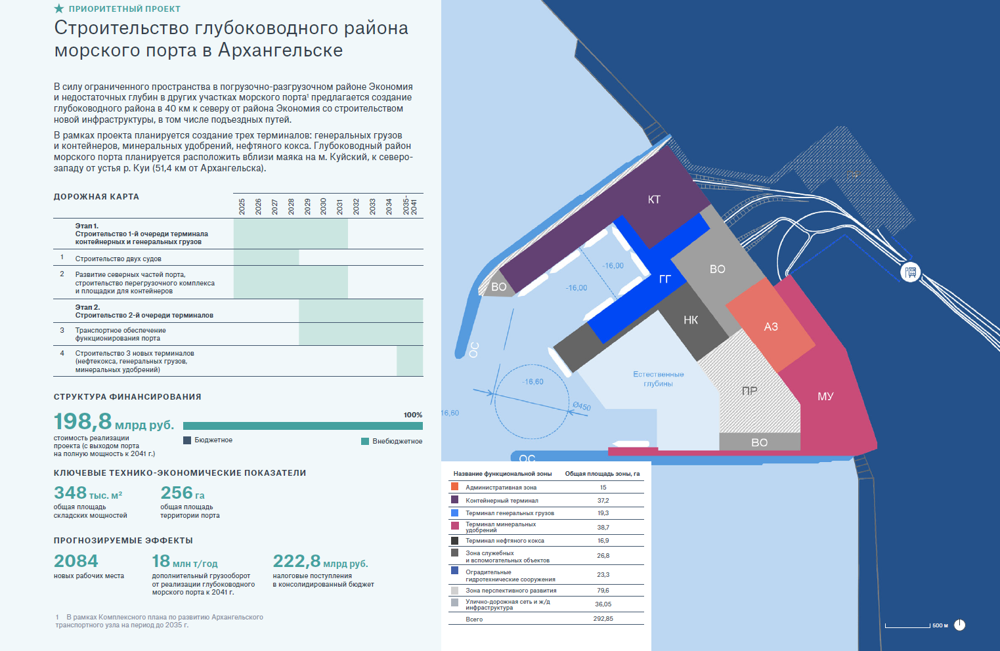 ПРИОРИТЕТНЫЙ ПРОЕКТ
Строительство глубоководного района
морского порта в Архангельске
В силу ограниченного пространства в погрузочно-разгрузочном районе Экономия
и недостаточных глубин в других участках морского порта¹ предлагается создание
глубоководного района в 40 км к северу от района Экономия со строительством
новой инфраструктуры, в том числе подъездных путей.
В рамках проекта планируется создание трех терминалов: генеральных грузов
и контейнеров, минеральных удобрений, нефтяного кокса. Глубоководный район
морского порта планируется расположить вблизи маяка на м. Куйский, к северо-
западу от устья р. Куи (51,4 км от Архангельска).
ДОРОЖНАЯ КАРТА
2025
2026
2027
2028
2029
2030
2031
2032
2033
2034
2035-
2041
Этап 1.
Строительство 1-й очереди терминала
контейнерных и генеральных грузов
1 Строительство двух судов
2 Развитие северных частей порта,
строительство перегрузочного комплекса
и площадки для контейнеров
Этап 2.
Строительство 2-й очереди терминалов
3 Транспортное обеспечение
функционирования порта
4 Строительство 3 новых терминалов
(нефтекокса, генеральных грузов,
минеральных удобрений)
СТРУКТУРА ФИНАНСИРОВАНИЯ
198,8 млрд руб.
стоимость реализации
проекта (с выходом порта
на полную мощность к 2041 г.)
100%
Бюджетное
Внебюджетное
КЛЮЧЕВЫЕ ТЕХНИКО-ЭКОНОМИЧЕСКИЕ ПОКАЗАТЕЛИ
348 тыс. м²
общая площадь
складских мощностей
256 га
общая площадь
территории порта
ПРОГНОЗИРУЕМЫЕ ЭФФЕКТЫ
2084
новых рабочих места
18 млн т/год
дополнительный грузооборот
от реализации глубоководного
морского порта к 2041 г.
222,8 млрд руб.
налоговые поступления
в консолидированный бюджет
1 В рамках Комплексного плана по развитию Архангельского
транспортного узла на период до 2035 г.
КТ
ВО
-16,00
-16,00
ГГ
ВО
НК
АЗ
ОС
Естественные
глубины
-16,60
Ø450
16,60
ПР
МУ
ВО
ОС
Название функциональной зоны Общая площадь зоны, га
Административная зона 15
Контейнерный терминал 37,2
Терминал генеральных грузов 19,3
Терминал минеральных
удобрений 38,7
Терминал нефтяного кокса 16,9
Зона служебных
и вспомогательных объектов 26,8
Оградительные
гидротехнические сооружения 23,3
Зона перспективного развития 79,6
Улично-дорожная сеть и ж/д
инфраструктура 36,05
Всего 292,85
500 м